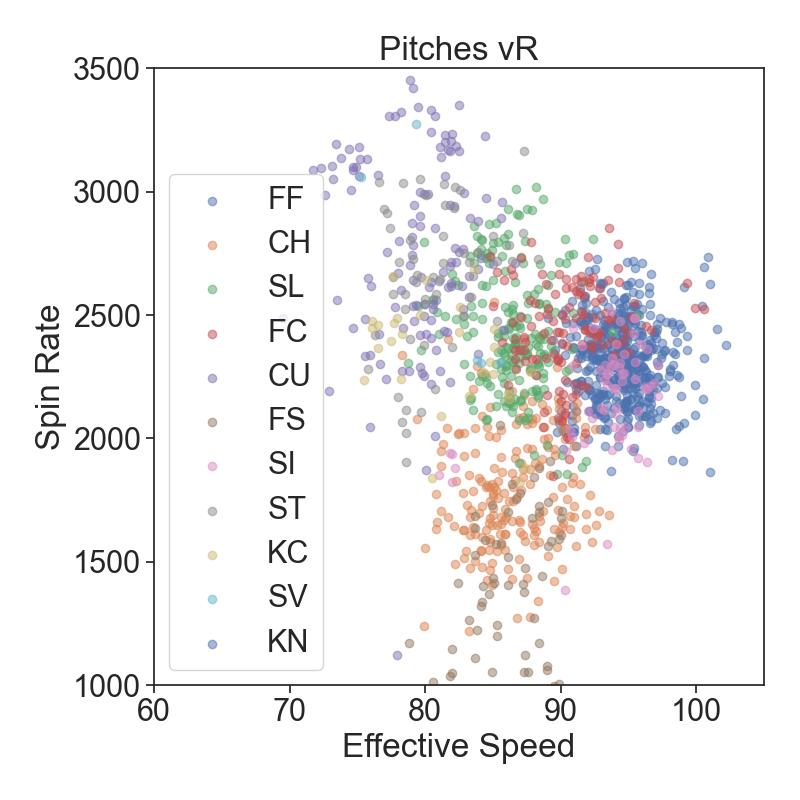 Pitches vR
3500
3000
2500
2000
1500
1000
Spin Rate
FF
CH
SL
FC
CU
FS
SI
ST
KC
SV
KN
60 70 80 90 100
Effective Speed